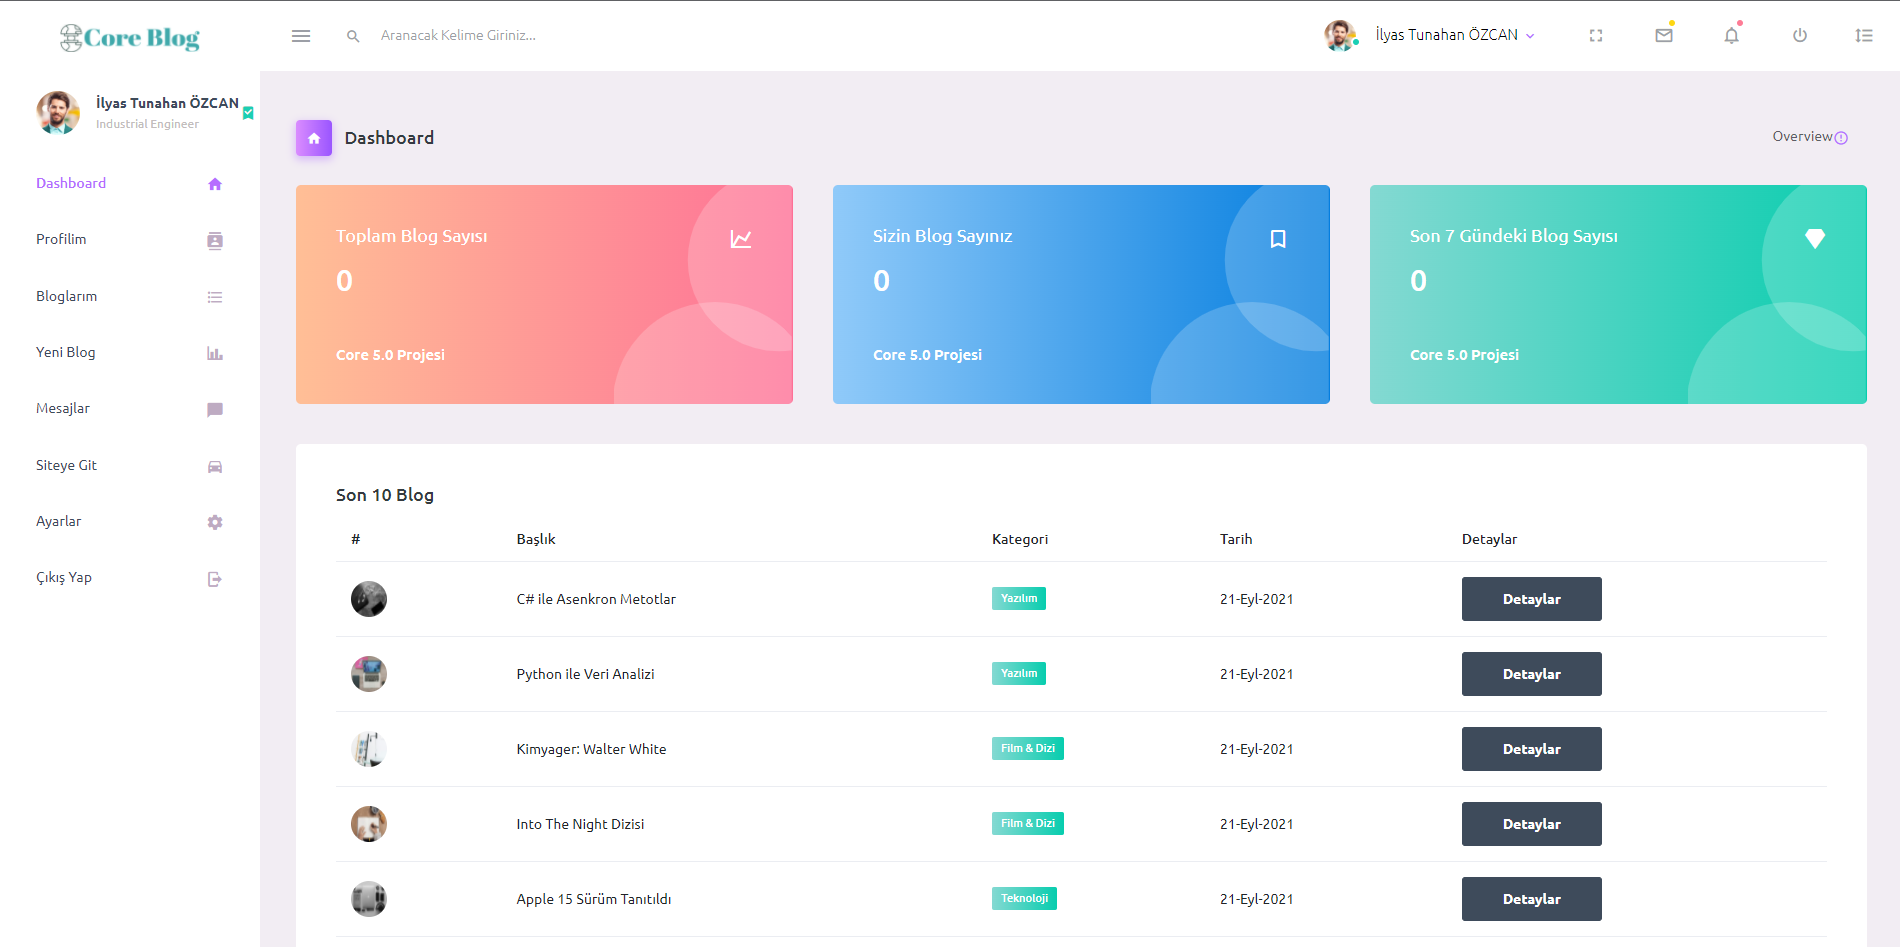 Core Blog
Aranacak Kelime Giriniz...
İlyas Tunahan ÖZCAN
İlyas Tunahan ÖZCAN
Industrial Engineer
Dashboard
Profilim
Bloglarım
Yeni Blog
Mesajlar
Siteye Git
Ayarlar
Çıkış Yap
Dashboard
Overview
Toplam Blog Sayısı
0
Core 5.0 Projesi
Sizin Blog Sayınız
0
Core 5.0 Projesi
Son 7 Gündeki Blog Sayısı
0
Core 5.0 Projesi
Son 10 Blog
# Başlık Kategori Tarih Detaylar
C# ile Asenkron Metotlar Yazılım 21-Eyl-2021 Detaylar
Python ile Veri Analizi Yazılım 21-Eyl-2021 Detaylar
Kimyager: Walter White Film & Dizi 21-Eyl-2021 Detaylar
Into The Night Dizisi Film & Dizi 21-Eyl-2021 Detaylar
Apple 15 Sürüm Tanıtıldı Teknoloji 21-Eyl-2021 Detaylar